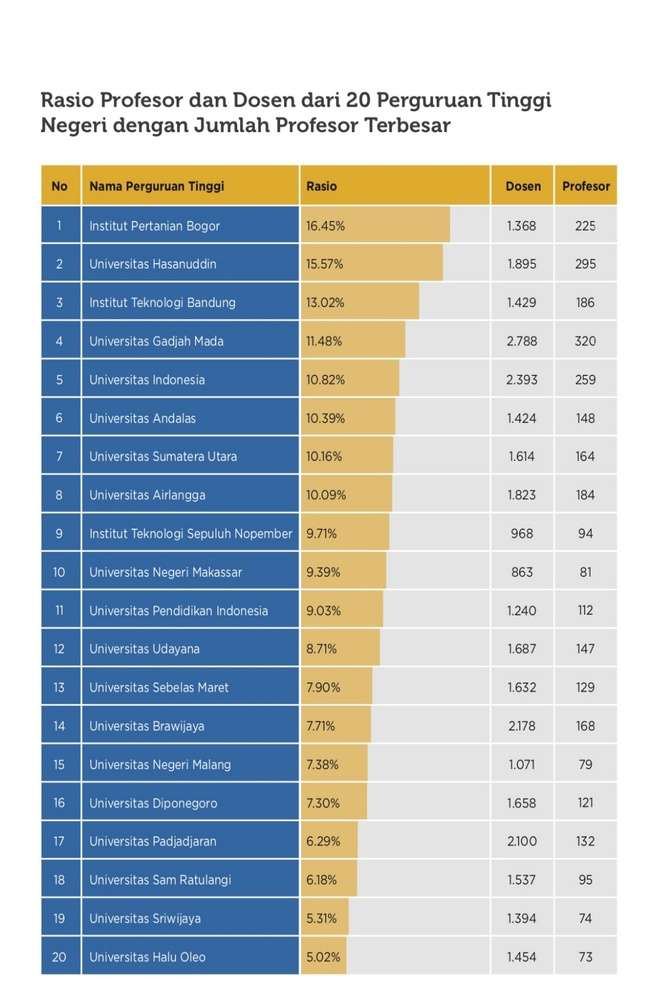 Rasio Profesor dan Dosen dari 20 Perguruan Tinggi
Negeri dengan Jumlah Profesor Terbesar
No Nama Perguruan Tinggi Rasio Dosen Profesor
1 Institut Pertanian Bogor 16.45% 1.368 225
2 Universitas Hasanuddin 15.57% 1.895 295
3 Institut Teknologi Bandung 13.02% 1.429 186
4 Universitas Gadjah Mada 11.48% 2.788 320
5 Universitas Indonesia 10.82% 2.393 259
6 Universitas Andalas 10.39% 1.424 148
7 Universitas Sumatera Utara 10.16% 1.614 164
8 Universitas Airlangga 10.09% 1.823 184
9 Institut Teknologi Sepuluh Nopember 9.71% 968 94
10 Universitas Negeri Makassar 9.39% 863 81
11 Universitas Pendidikan Indonesia 9.03% 1.240 112
12 Universitas Udayana 8.71% 1.687 147
13 Universitas Sebelas Maret 7.90% 1.632 129
14 Universitas Brawijaya 7.71% 2.178 168
15 Universitas Negeri Malang 7.38% 1.071 79
16 Universitas Diponegoro 7.30% 1.658 121
17 Universitas Padjadjaran 6.29% 2.100 132
18 Universitas Sam Ratulangi 6.18% 1.537 95
19 Universitas Sriwijaya 5.31% 1.394 74
20 Universitas Halu Oleo 5.02% 1.454 73